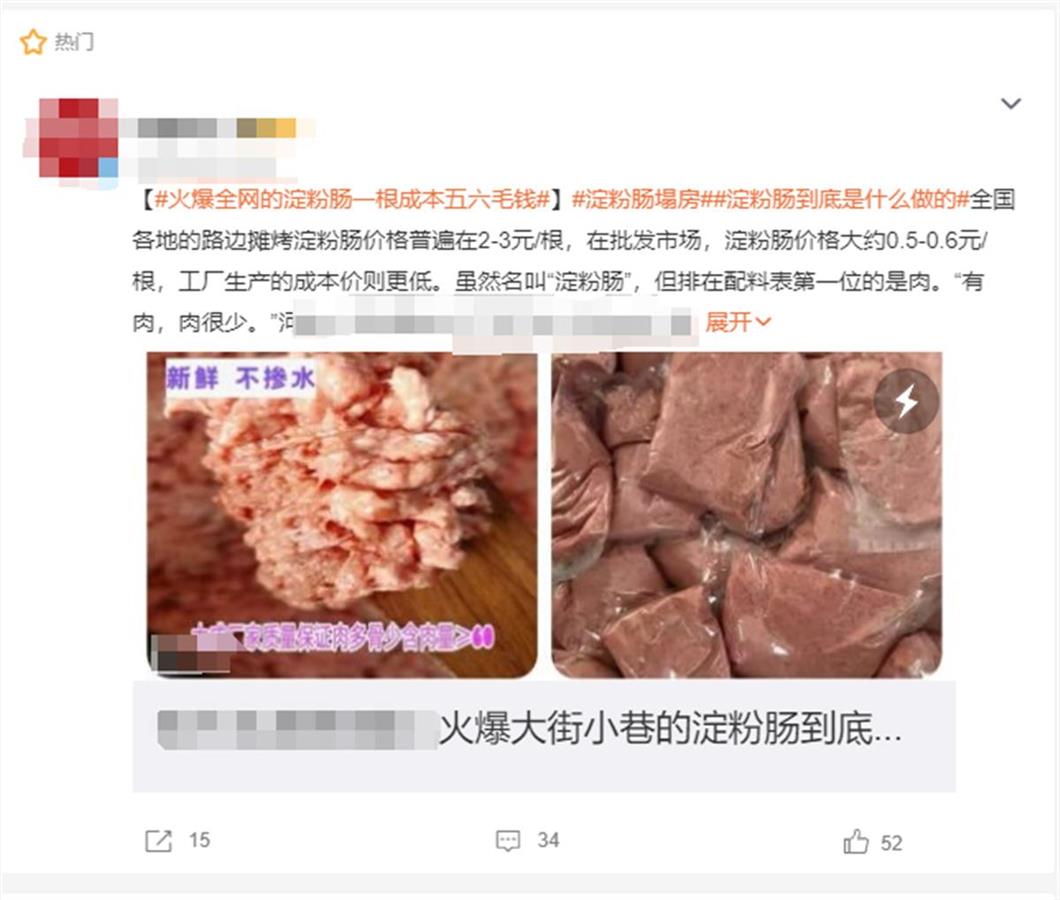 热门
【#火爆全网的淀粉肠一根成本五六毛钱#】#淀粉肠塌房##淀粉肠到底是什么做的#全国
各地的路边摊烤淀粉肠价格普遍在2-3元/根，在批发市场，淀粉肠价格大约0.5-0.6元/
根，工厂生产的成本价则更低。虽然名叫“淀粉肠”，但排在配料表第一位的是肉。“有
肉，肉很少。”河 展开
新鲜 不掺水
厂家质量保证肉多骨少含肉量>60
火爆大街小巷的淀粉肠到底...
15
34
52